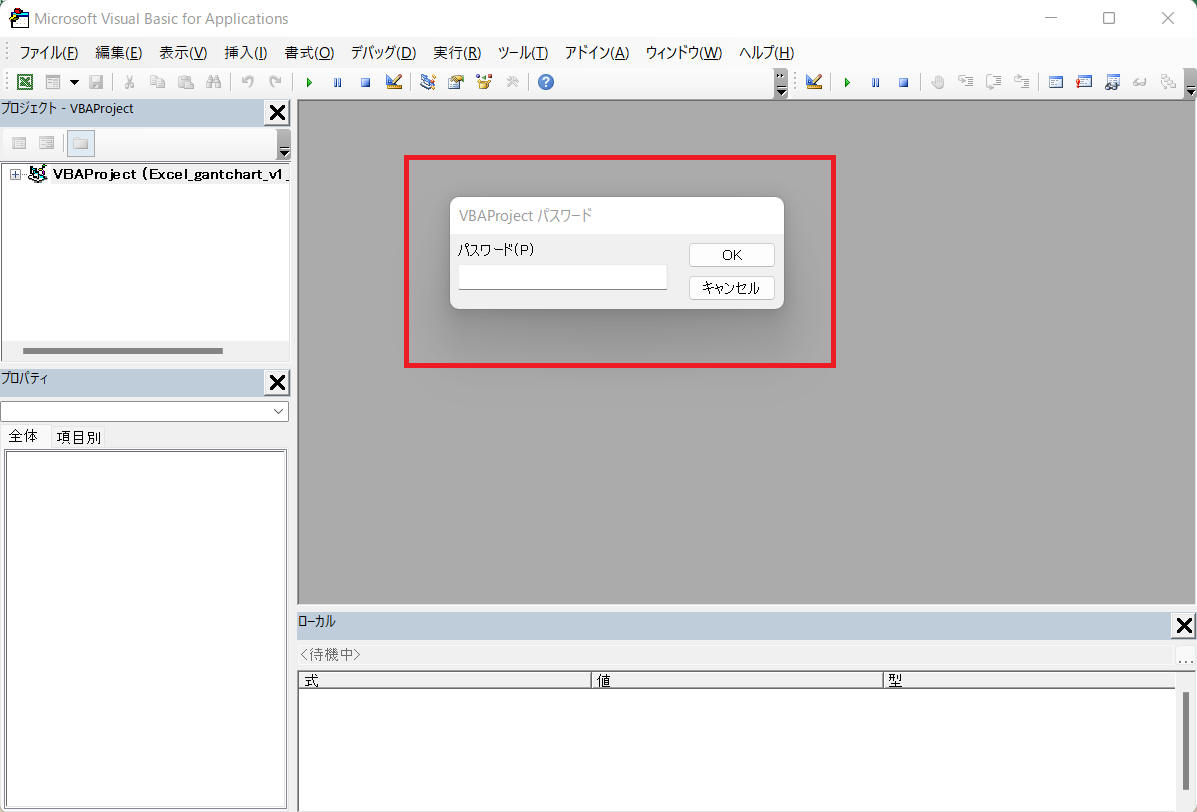 Microsoft Visual Basic for Applications
ファイル(F) 編集(E) 表示(V) 挿入(I) 書式(O) デバッグ(D) 実行(R) ツール(T) アドイン(A) ウィンドウ(W) ヘルプ(H)
プロジェクト - VBAProject
VBAProject (Excel_gantchart_v1_
VBAProject パスワード
パスワード(P)
OK
キャンセル
プロパティ
全体 項目別
ローカル
<待機中>
...
式 値 型